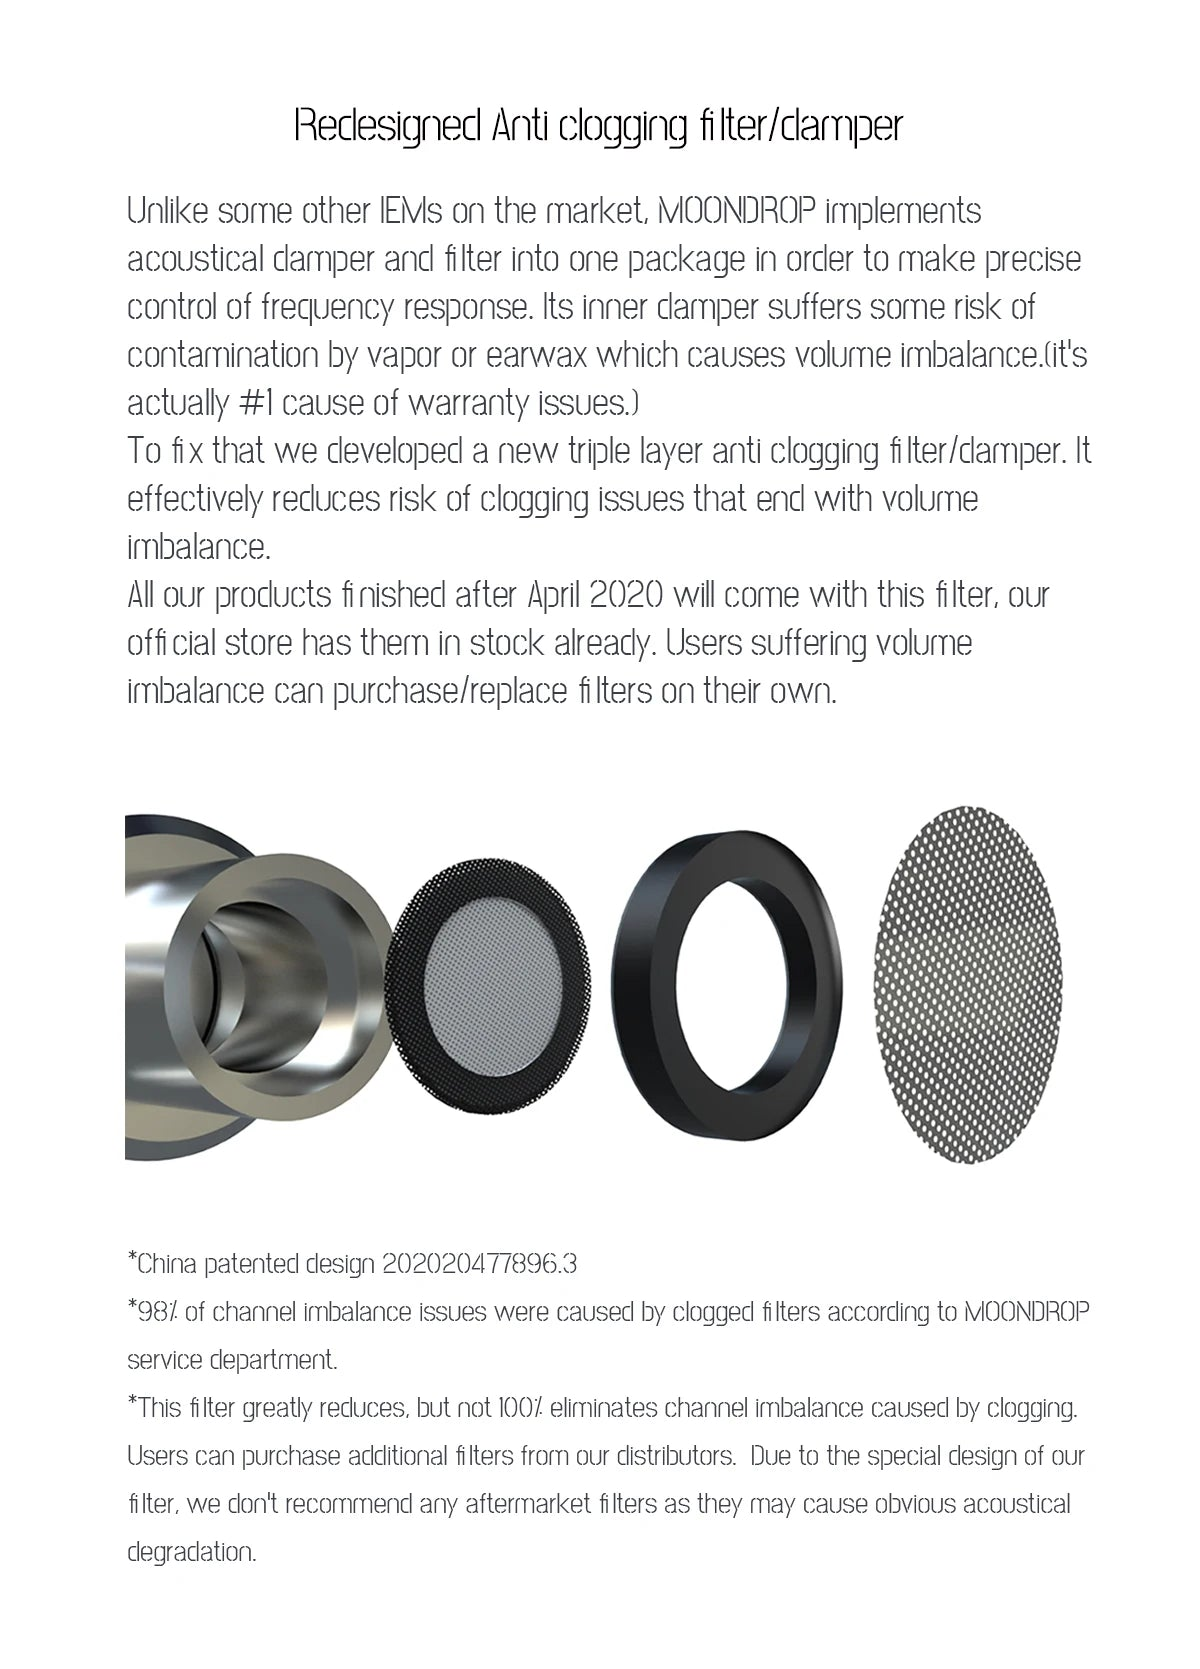 Redesigned Anti clogging filter/damper
Unlike some other IEMs on the market, MOONDROP implements
acoustical damper and filter into one package in order to make precise
control of frequency response. Its inner damper suffers some risk of
contamination by vapor or earwax which causes volume imbalance.(it's
actually #1 cause of warranty issues.)
To fix that we developed a new triple layer anti clogging filter/damper. It
effectively reduces risk of clogging issues that end with volume
imbalance.
All our products finished after April 2020 will come with this filter, our
official store has them in stock already. Users suffering volume
imbalance can purchase/replace filters on their own.
*China patented design 202020477896.3
*98% of channel imbalance issues were caused by clogged filters according to MOONDROP
service department.
*This filter greatly reduces, but not 100% eliminates channel imbalance caused by clogging.
Users can purchase additional filters from our distributors. Due to the special design of our
filter, we don't recommend any aftermarket filters as they may cause obvious acoustical
degradation.